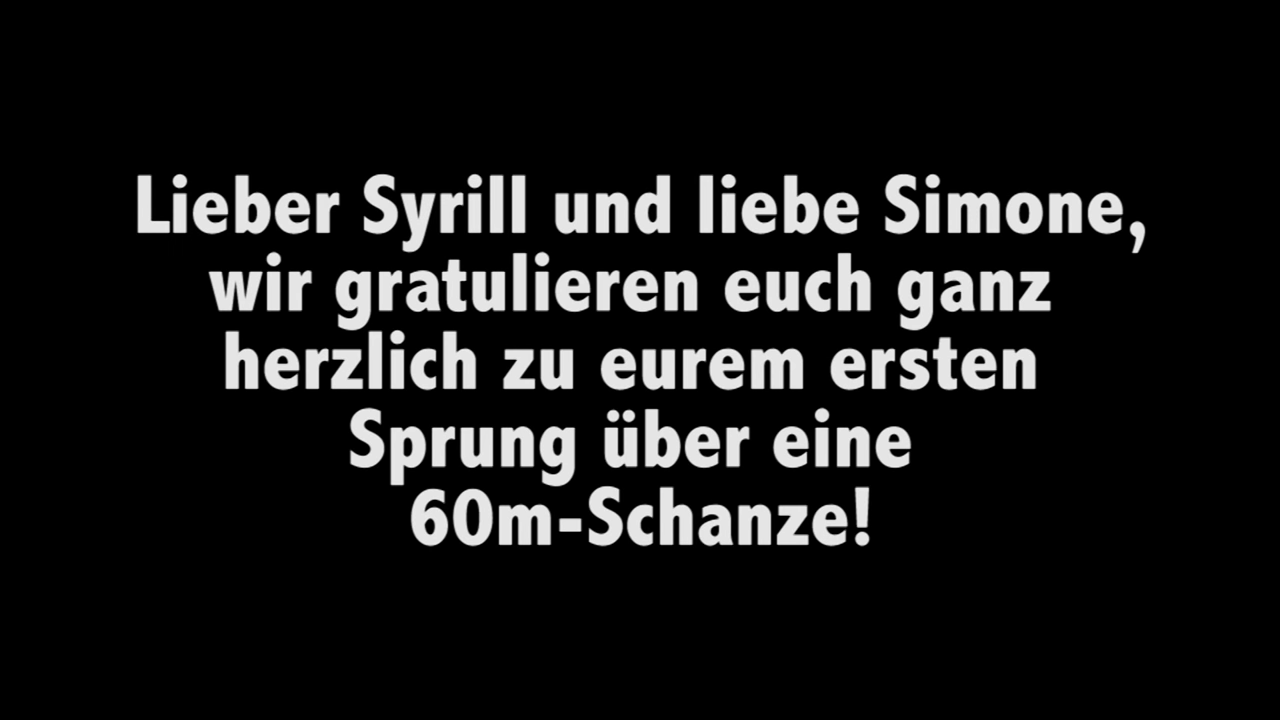 Lieber Syrill und liebe Simone,
wir gratulieren euch ganz
herzlich zu eurem ersten
Sprung über eine
60m-Schanze!